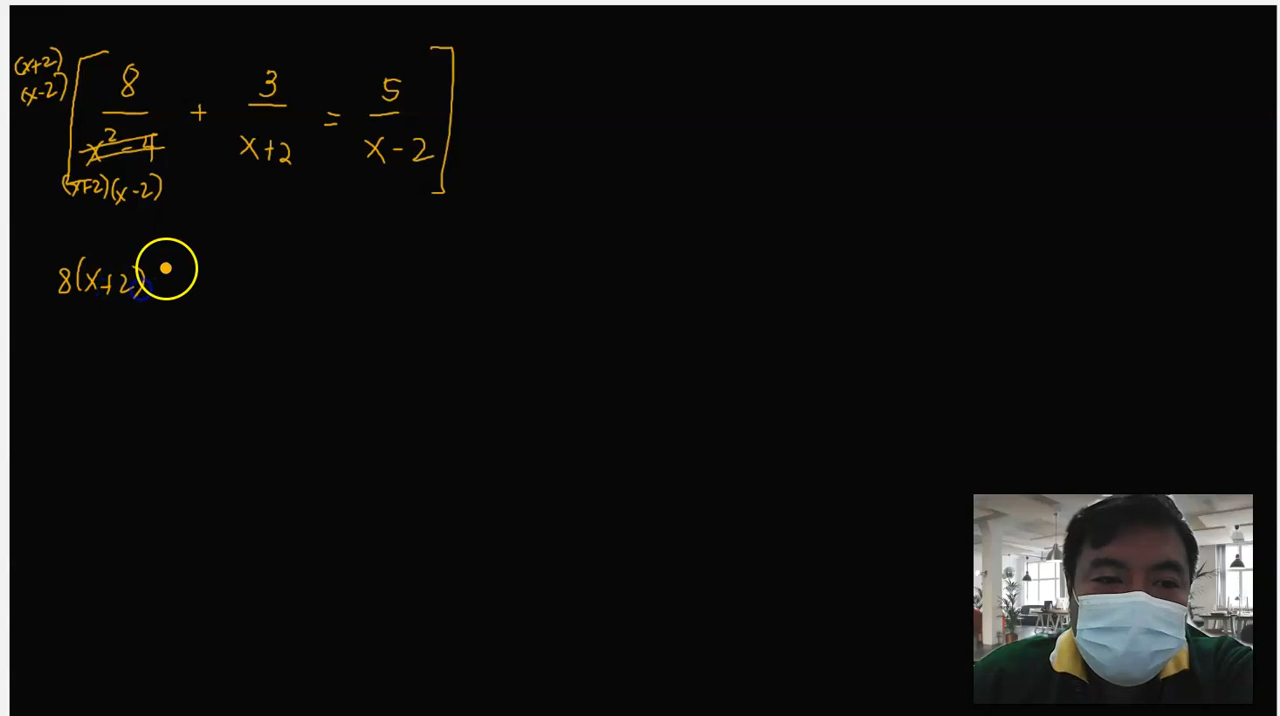 (x+2)
(x-2)
8 3 5
+ =
x²-4 x+2 x-2
(x+2)(x-2)
8(x+2)